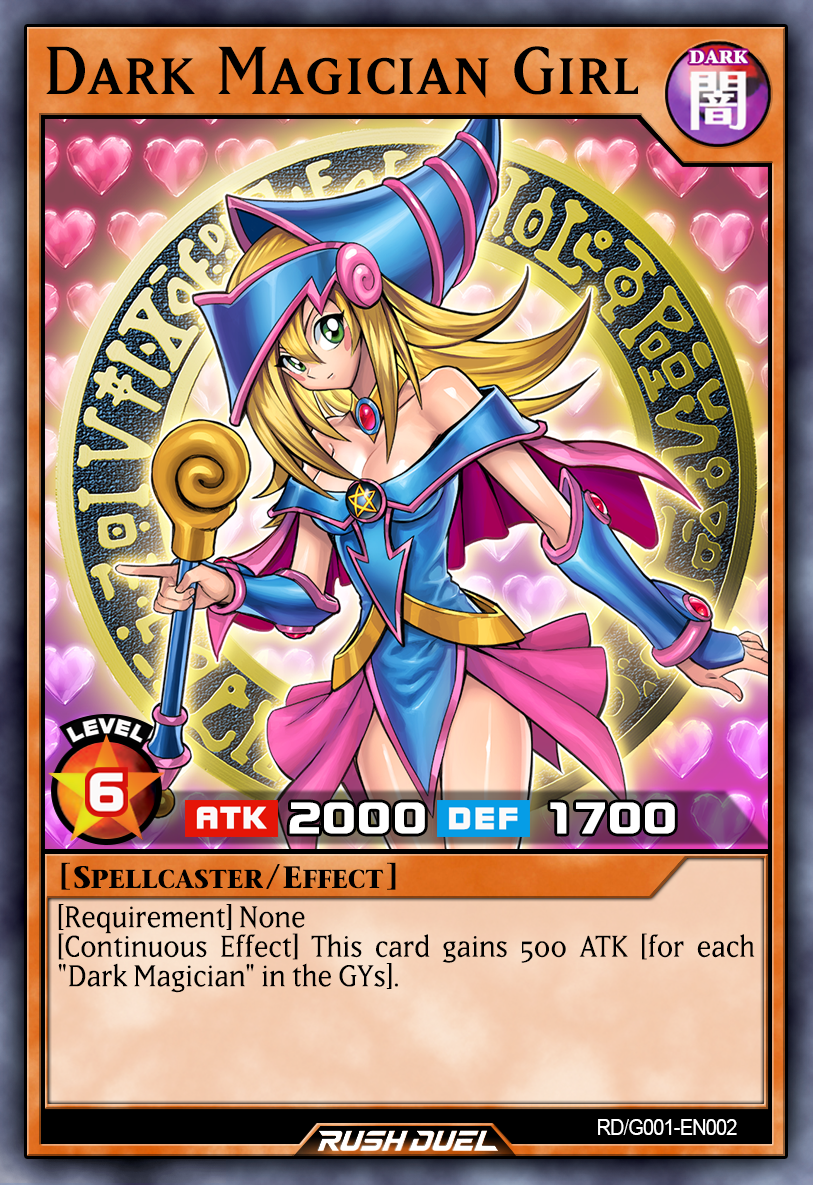 Dark Magician Girl
DARK
闇
LEVEL
6
ATK 2000 DEF 1700
[Spellcaster/Effect]
[Requirement] None
[Continuous Effect] This card gains 500 ATK [for each
"Dark Magician" in the GYs].
RUSH DUEL
RD/G001-EN002